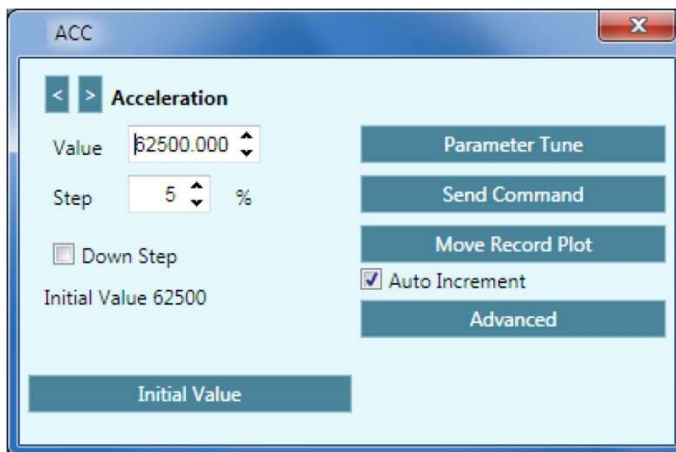 ACC
x
< > Acceleration
Value 62500.000
Step 5 %
Down Step
Initial Value 62500
Initial Value
Parameter Tune
Send Command
Move Record Plot
Auto Increment
Advanced